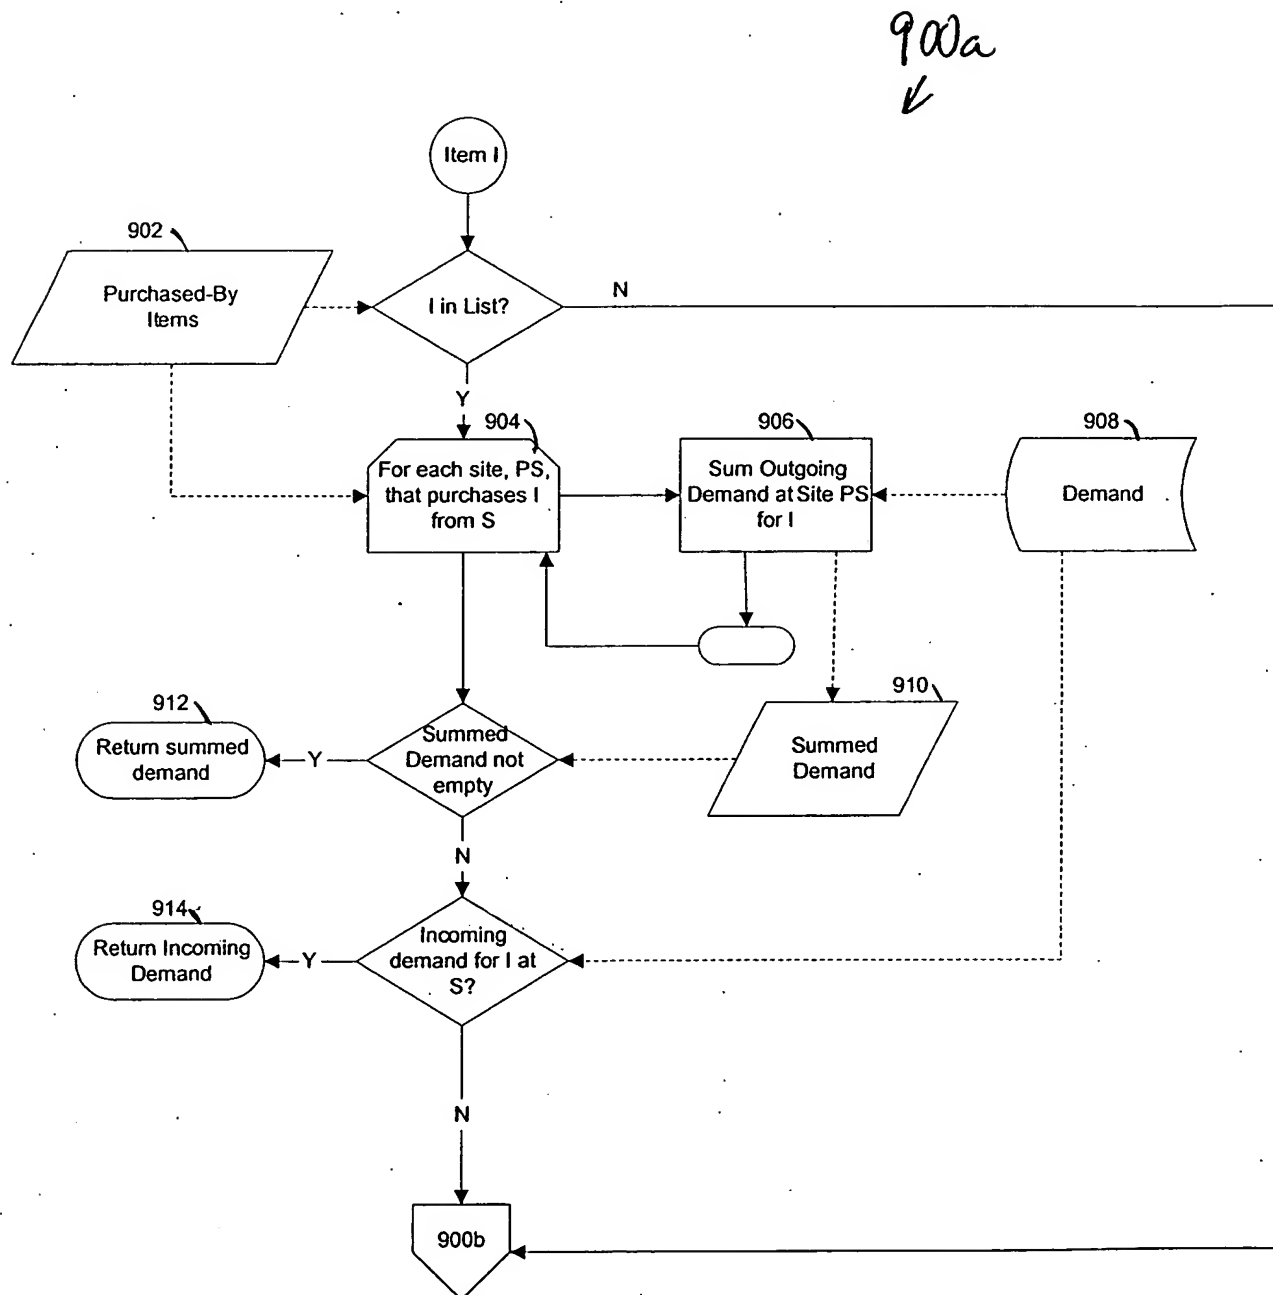 900a
Item I
902
Purchased-By
Items
I in List?
N
Y
904
For each site, PS,
that purchases I
from S
906
Sum Outgoing
Demand at Site PS
for I
908
Demand
912
Return summed
demand
Y
Summed
Demand not
empty
910
Summed
Demand
N
914
Return Incoming
Demand
Y
Incoming
demand for I at
S?
N
900b